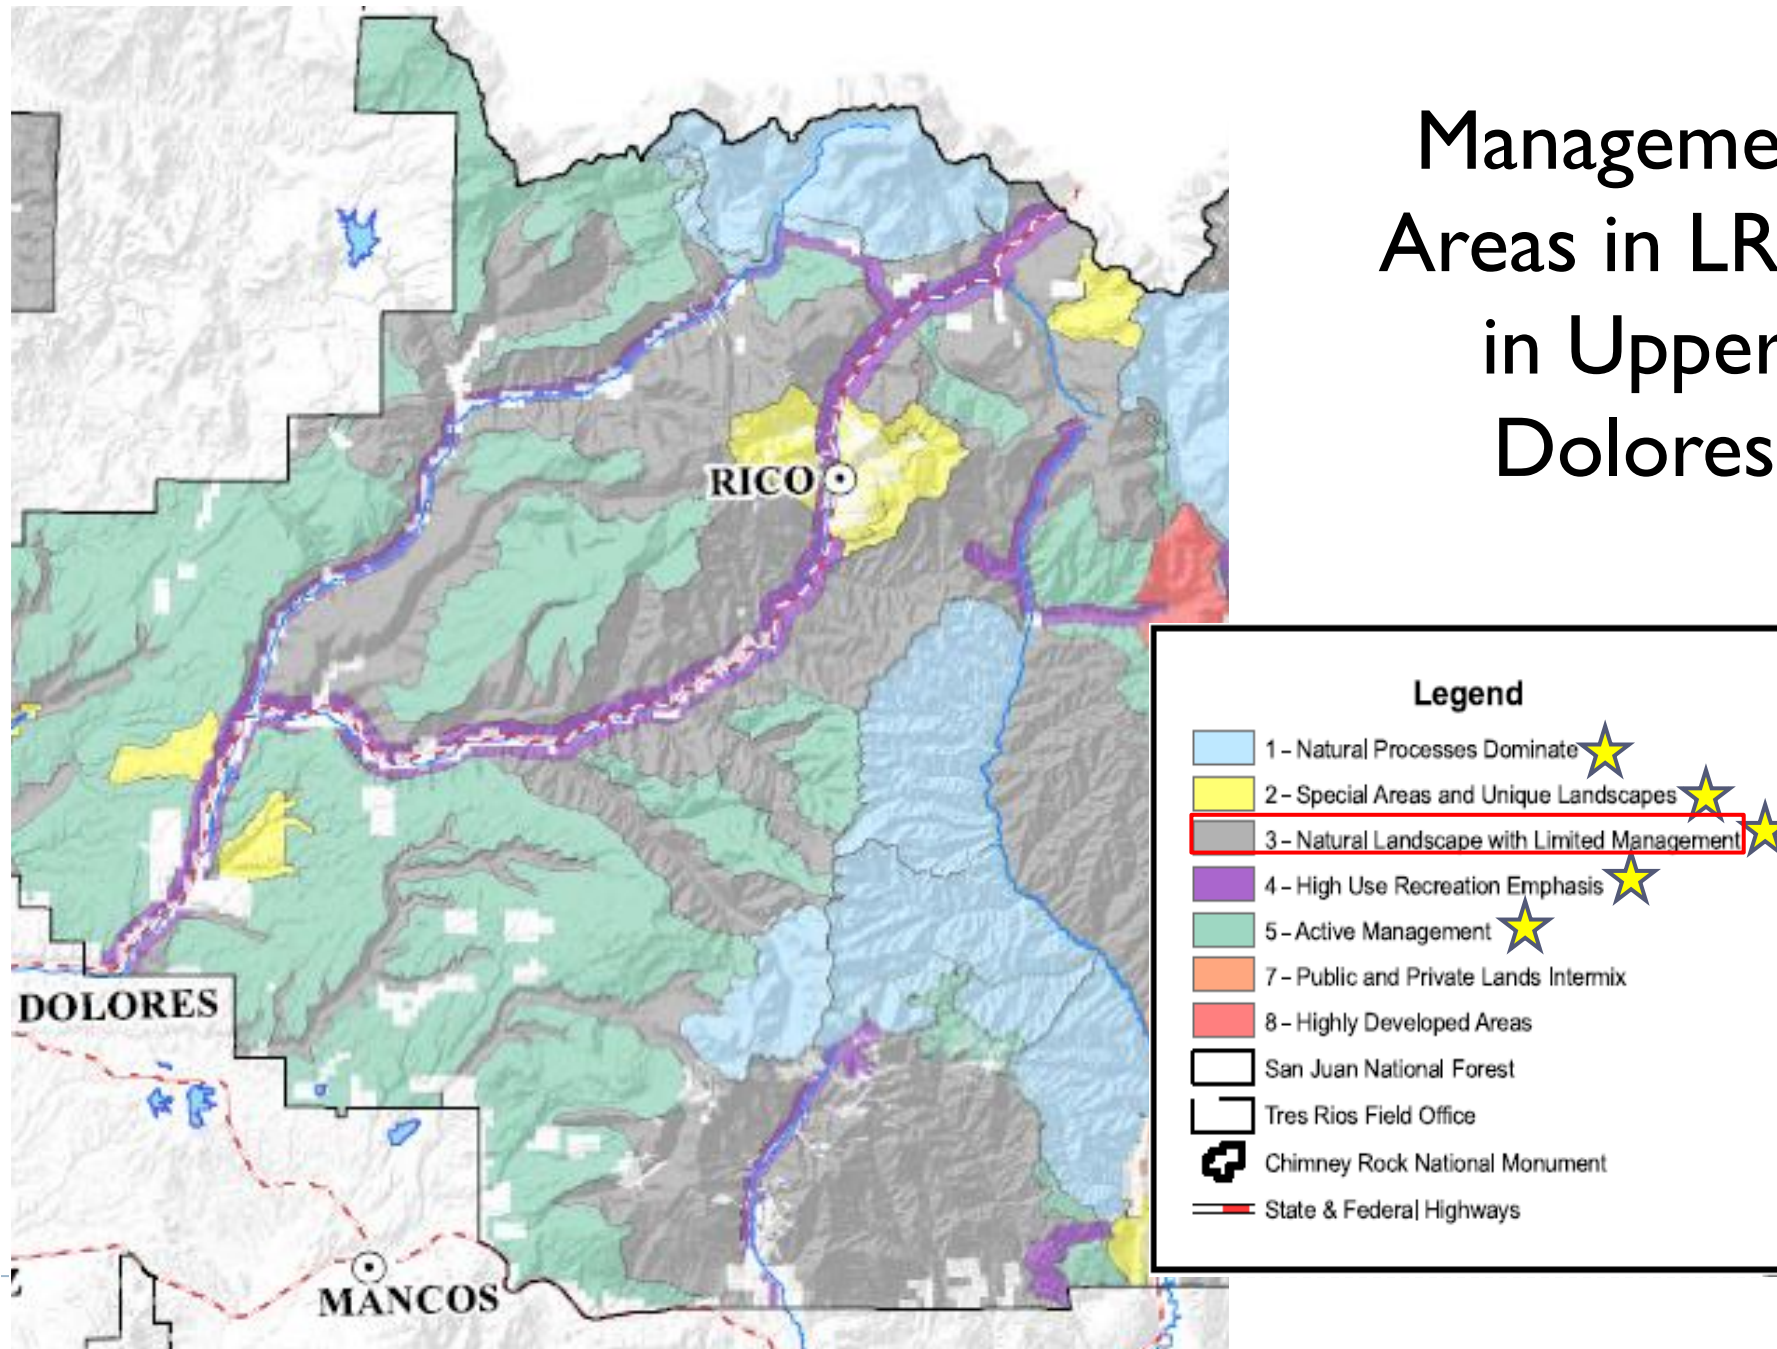 Manageme
Areas in LR
in Upper
Dolores
RICO
DOLORES
MANCOS
Legend
1 - Natural Processes Dominate
2 - Special Areas and Unique Landscapes
3 - Natural Landscape with Limited Management
4 - High Use Recreation Emphasis
5 - Active Management
7 - Public and Private Lands Intermix
8 - Highly Developed Areas
San Juan National Forest
Tres Rios Field Office
Chimney Rock National Monument
State & Federal Highways